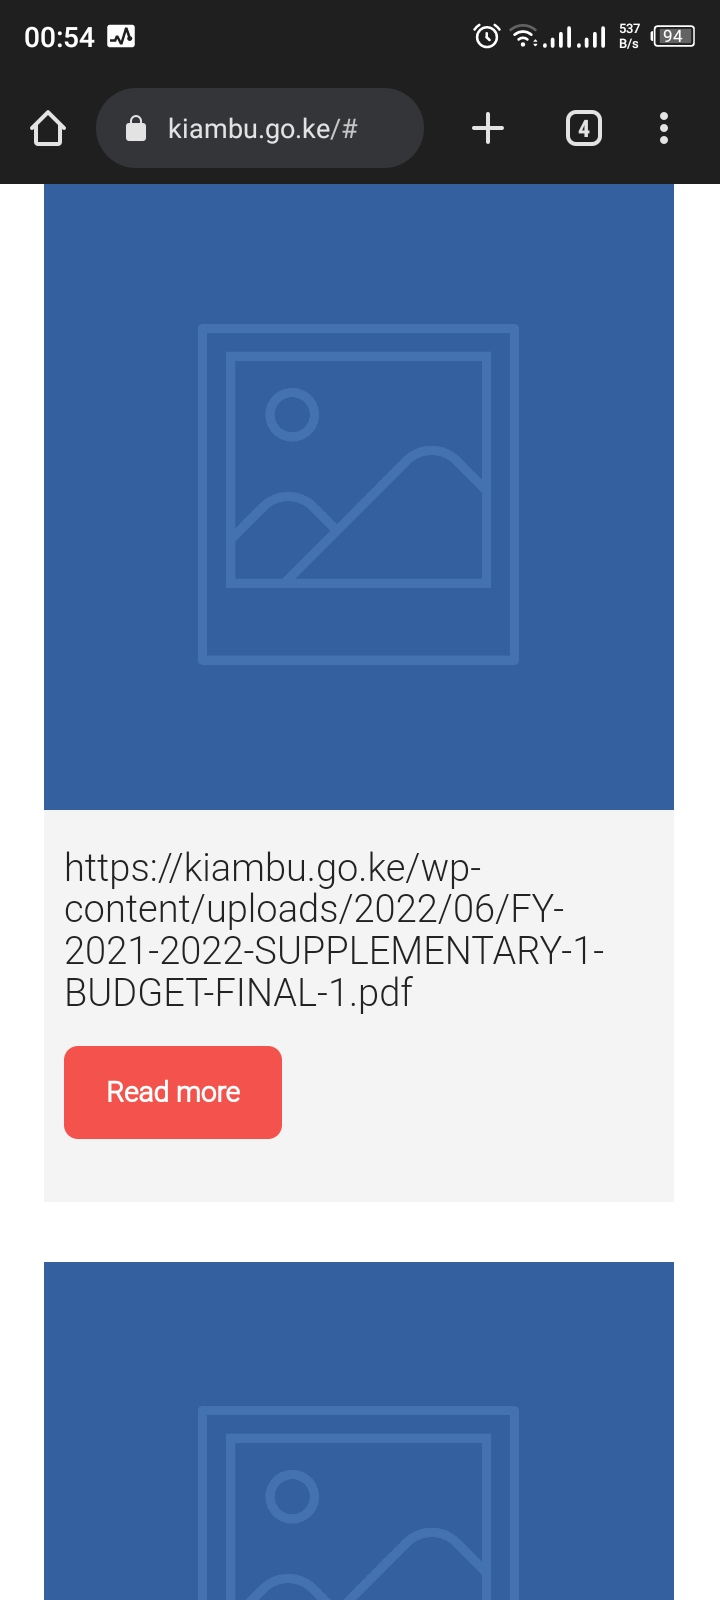 00:54
537
B/s
94
kiambu.go.ke/#
4
https://kiambu.go.ke/wp-
content/uploads/2022/06/FY-
2021-2022-SUPPLEMENTARY-1-
BUDGET-FINAL-1.pdf
Read more